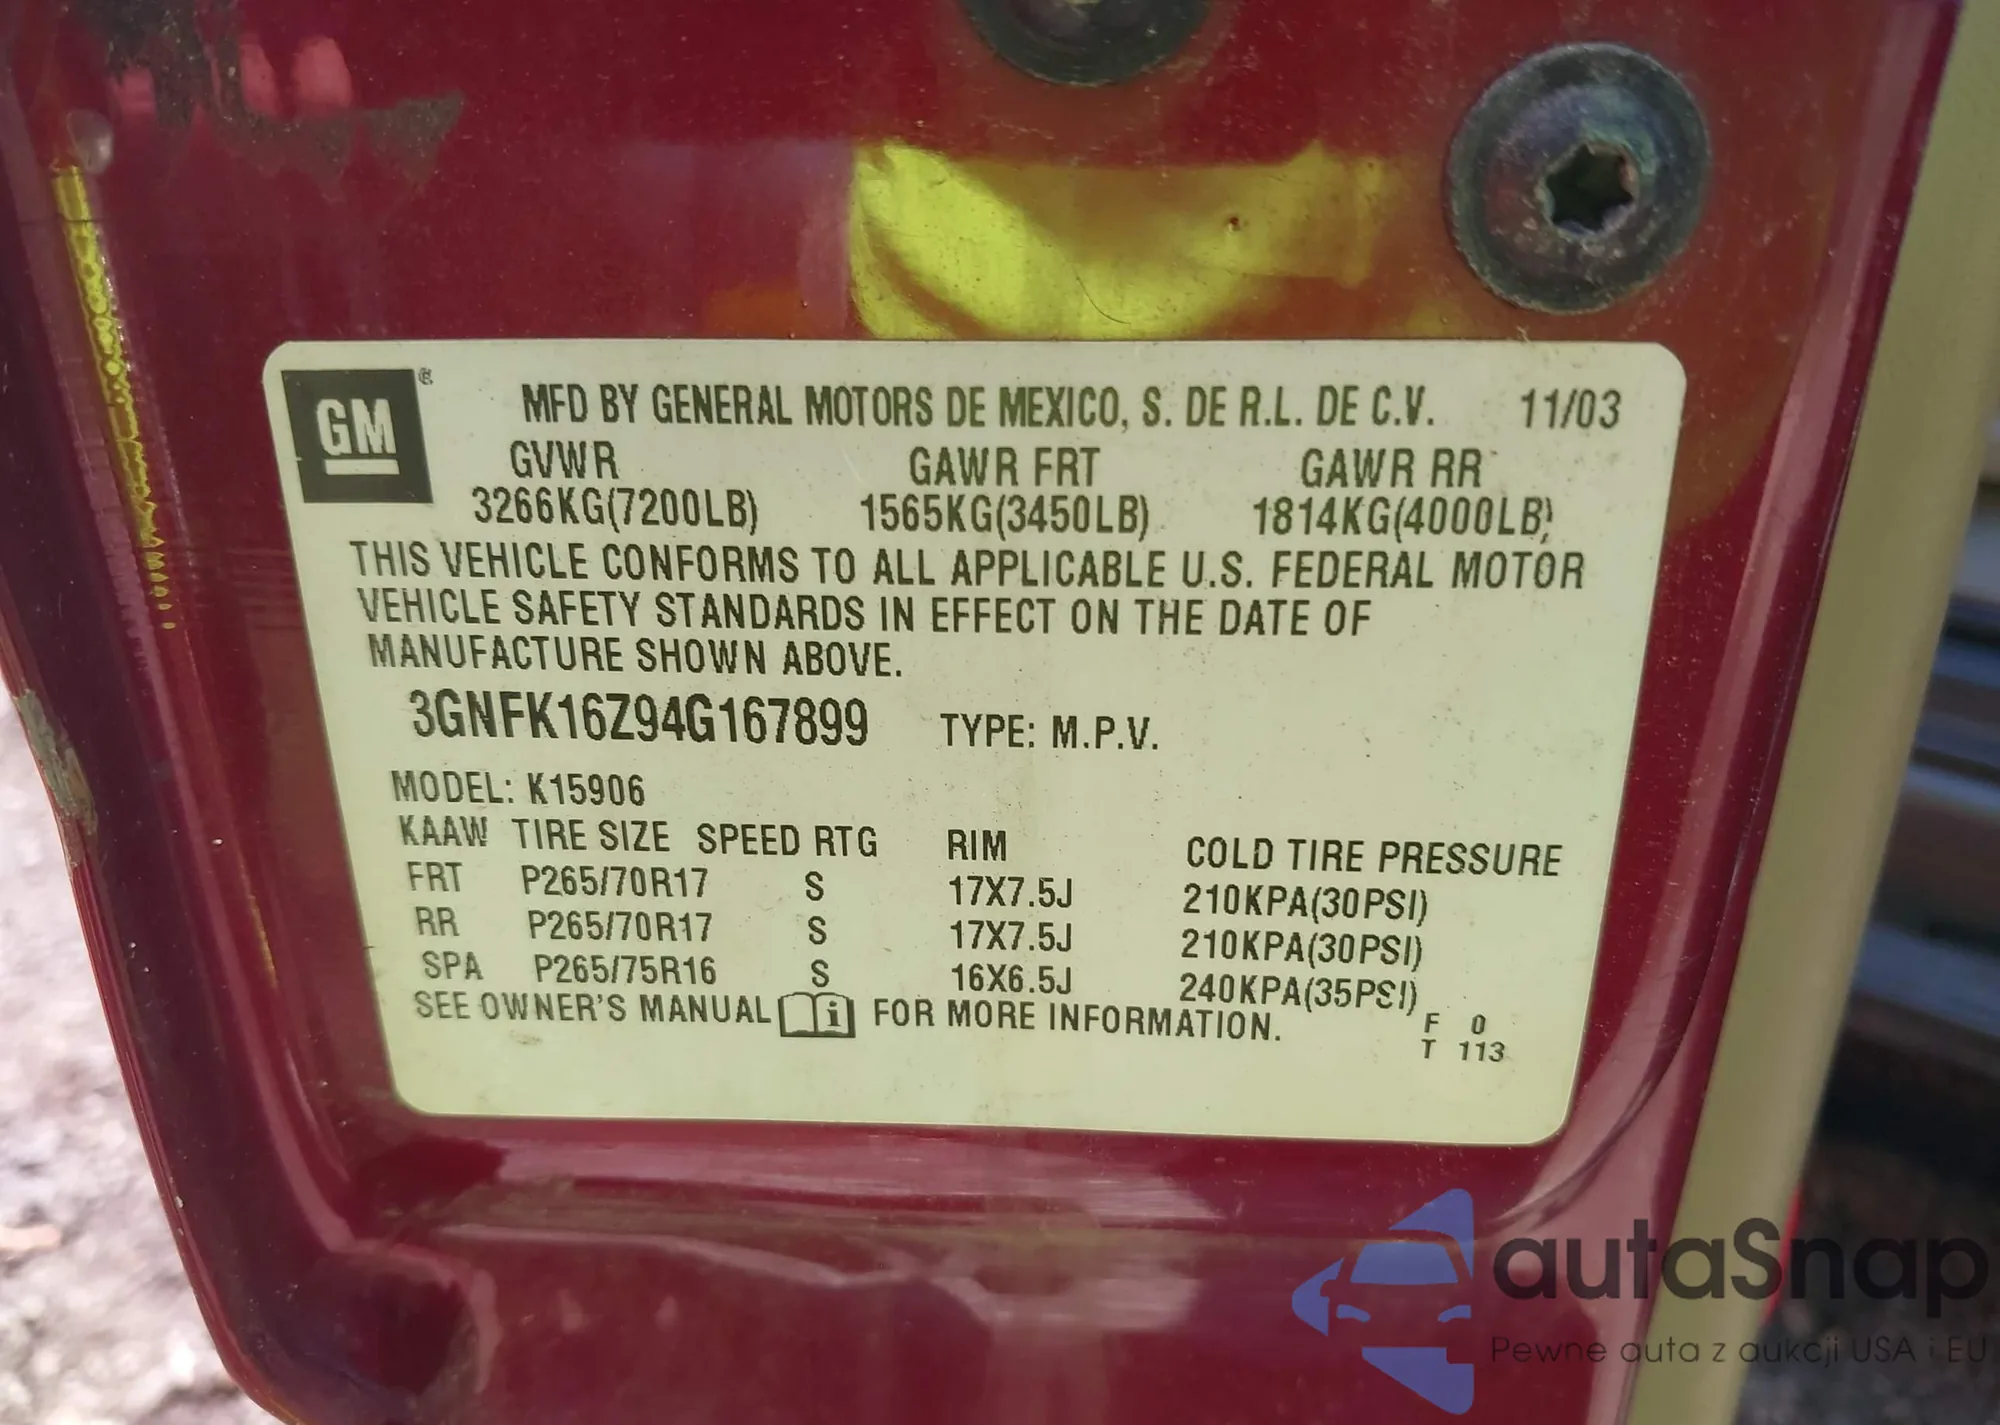 GM ®
MFD BY GENERAL MOTORS DE MEXICO, S. DE R.L. DE C.V. 11/03
GVWR GAWR FRT GAWR RR
3266KG(7200LB) 1565KG(3450LB) 1814KG(4000LB)
THIS VEHICLE CONFORMS TO ALL APPLICABLE U.S. FEDERAL MOTOR
VEHICLE SAFETY STANDARDS IN EFFECT ON THE DATE OF
MANUFACTURE SHOWN ABOVE.
3GNFK16Z94G167899 TYPE: M.P.V.
MODEL: K15906
KAAW TIRE SIZE SPEED RTG RIM COLD TIRE PRESSURE
FRT P265/70R17 S 17X7.5J 210KPA(30PSI)
RR P265/70R17 S 17X7.5J 210KPA(30PSI)
SPA P265/75R16 S 16X6.5J 240KPA(35PSI)
SEE OWNER'S MANUAL i FOR MORE INFORMATION.
F 0
T 113
autaSnap
Pewne auta z aukcji USA i EU